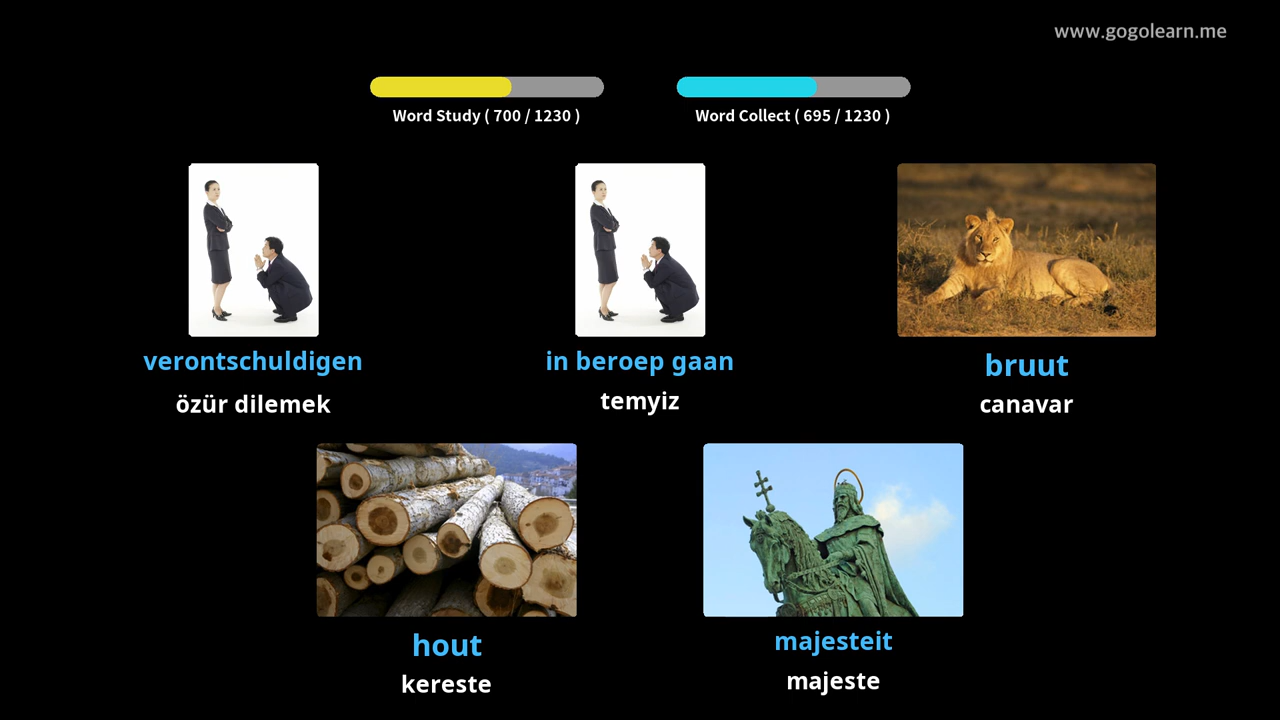 www.gogolearn.me
Word Study ( 700 / 1230 )
Word Collect ( 695 / 1230 )
verontschuldigen
özür dilemek
in beroep gaan
temyiz
bruut
canavar
hout
kereste
majesteit
majeste